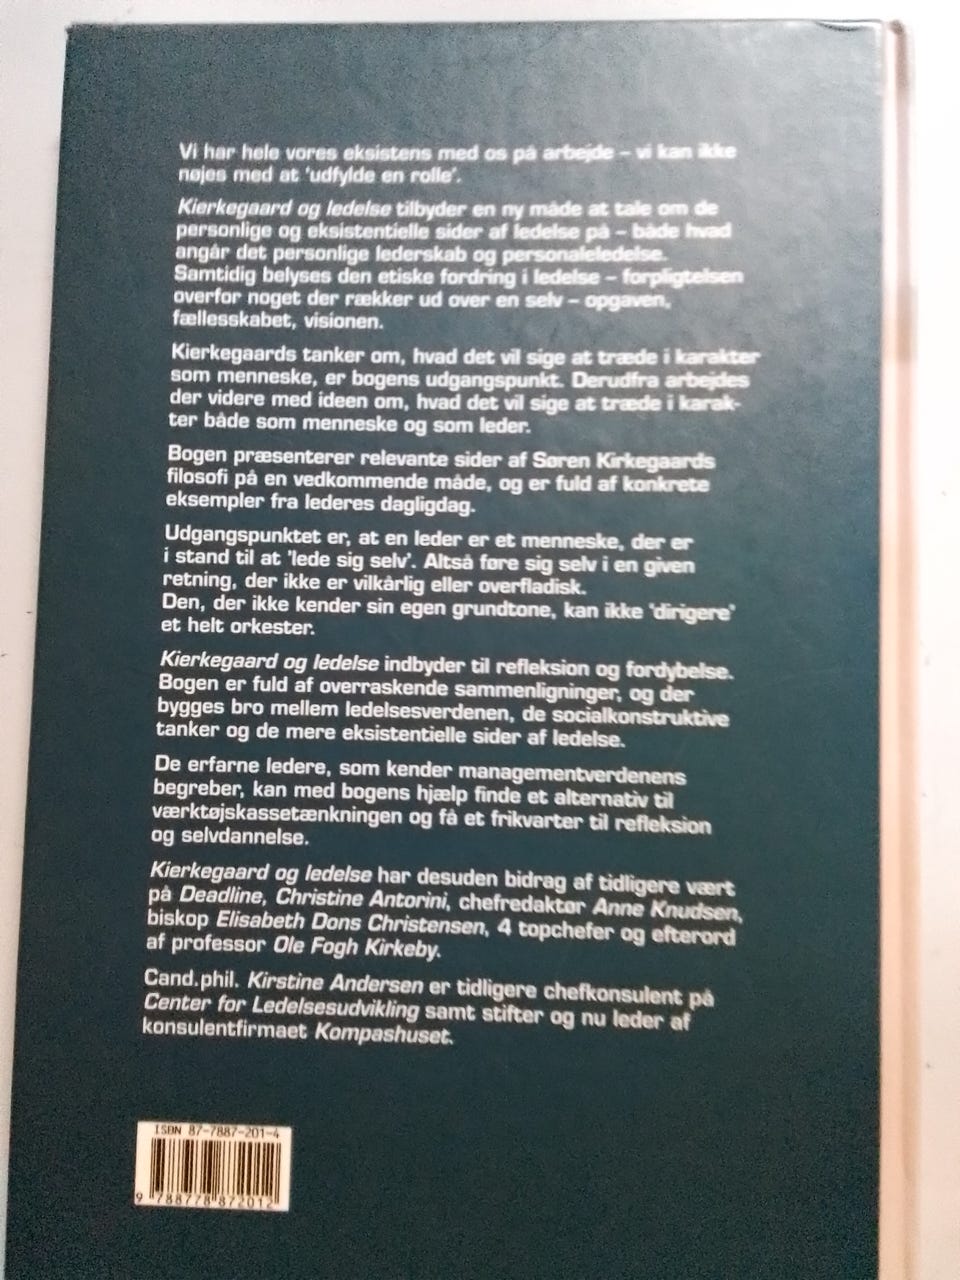 Vi har hele vores eksistens med os på arbejde – vi kan ikke
nøjes med at 'udfylde en rolle'.
Kierkegaard og ledelse tilbyder en ny måde at tale om de
personlige og eksistentielle sider af ledelse på – både hvad
angår det personlige lederskab og personaleledelse.
Samtidig belyses den etiske fordring i ledelse – forpligtelsen
overfor noget der rækker ud over en selv – opgaven,
fællesskabet, visionen.
Kierkegaards tanker om, hvad det vil sige at træde i karakter
som menneske, er bogens udgangspunkt. Derudfra arbejdes
der videre med ideen om, hvad det vil sige at træde i karak-
ter både som menneske og som leder.
Bogen præsenterer relevante sider af Søren Kirkegaards
filosofi på en vedkommende måde, og er fuld af konkrete
eksempler fra lederes dagligdag.
Udgangspunktet er, at en leder er et menneske, der er
i stand til at 'lede sig selv'. Altså føre sig selv i en given
retning, der ikke er vilkårlig eller overfladisk.
Den, der ikke kender sin egen grundtone, kan ikke 'dirigere'
et helt orkester.
Kierkegaard og ledelse indbyder til refleksion og fordybelse.
Bogen er fuld af overraskende sammenligninger, og der
bygges bro mellem ledelsesverdenen, de socialkonstruktive
tanker og de mere eksistentielle sider af ledelse.
De erfarne ledere, som kender managementverdenens
begreber, kan med bogens hjælp finde et alternativ til
værktøjskassetænkningen og få et frikvarter til refleksion
og selvdannelse.
Kierkegaard og ledelse har desuden bidrag af tidligere vært
på Deadline, Christine Antorini, chefredaktør Anne Knudsen,
biskop Elisabeth Dons Christensen, 4 topchefer og efterord
af professor Ole Fogh Kirkeby.
Cand.phil. Kirstine Andersen er tidligere chefkonsulent på
Center for Ledelsesudvikling samt stifter og nu leder af
konsulentfirmaet Kompashuset.
ISBN 87-7887-201-4
9 788778 872012